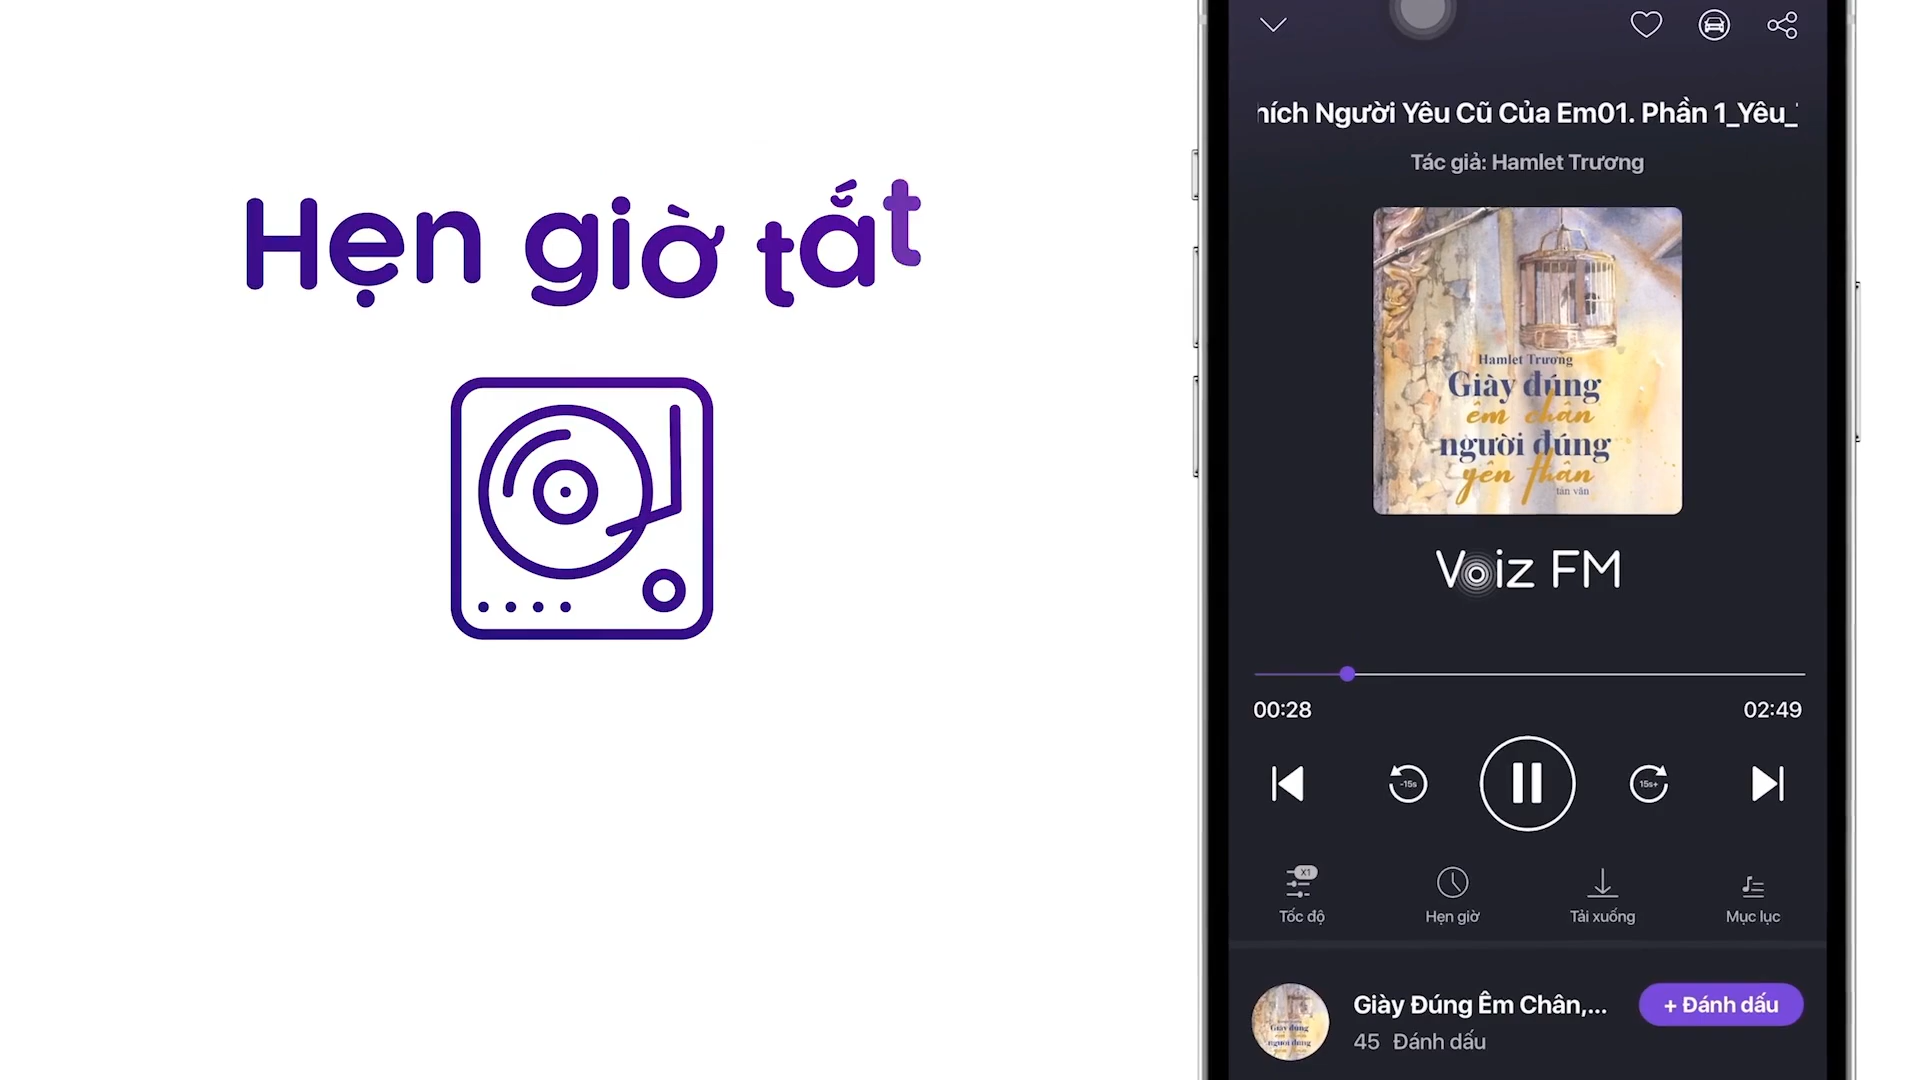 Hẹn giờ tắt
hích Người Yêu Cũ Của Em01. Phần 1_Yêu_
Tác giả: Hamlet Trương
Hamlet Trương
Giày đúng
êm chân
người đúng
yên thân
tản văn
Voiz FM
00:28
02:49
-15s
15s+
X1
Tốc độ
Hẹn giờ
Tải xuống
Mục lục
Giày Đúng Êm Chân,...
+ Đánh dấu
45 Đánh dấu